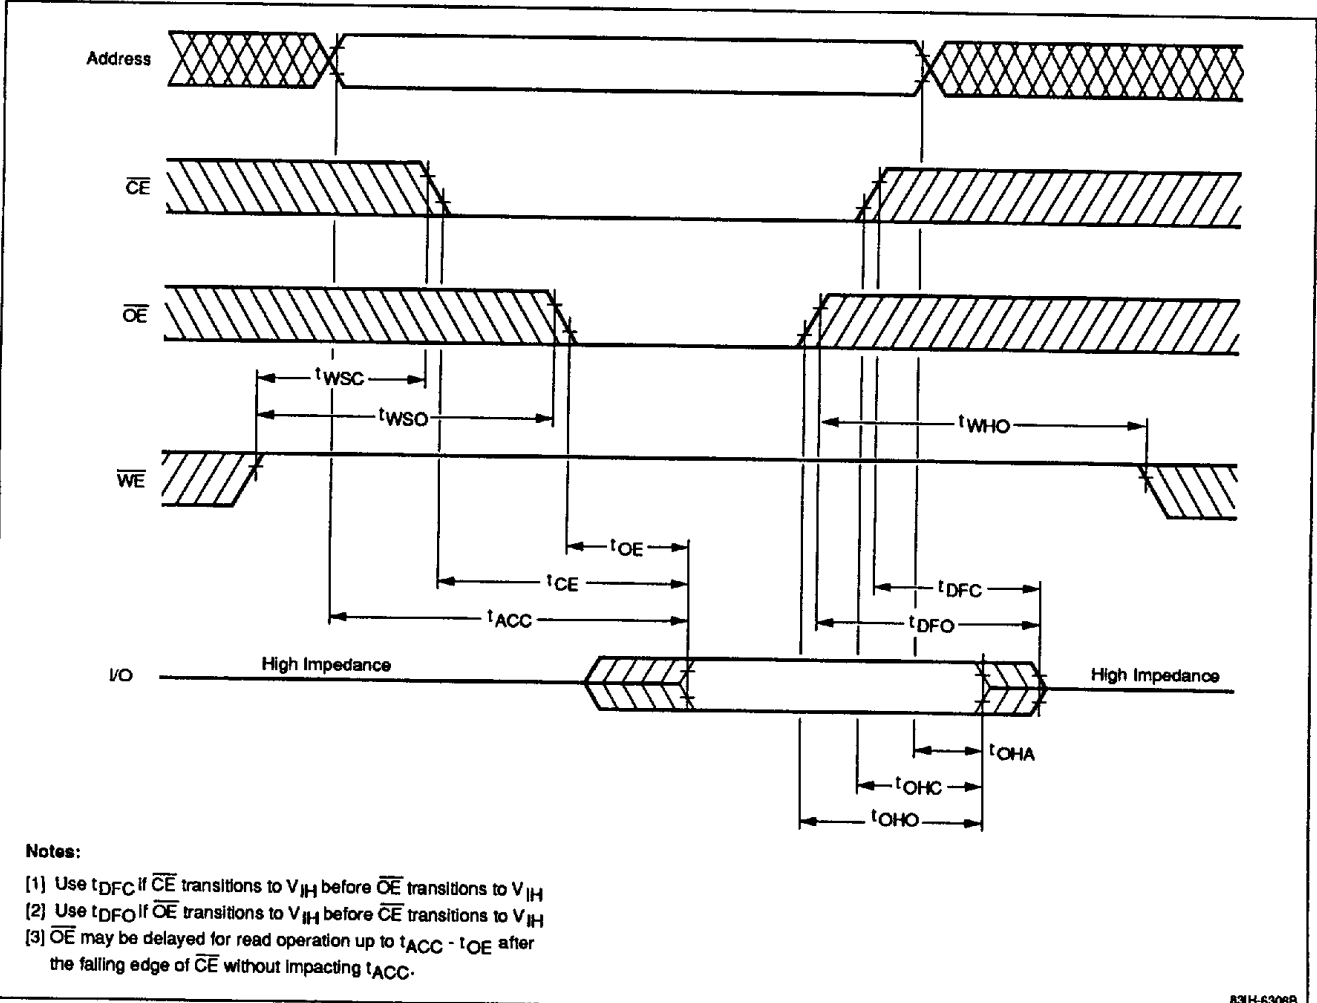 Address
CE
OE
tWSC
tWSO
tWHO
WE
tOE
tCE
tDFC
tACC
tDFO
I/O
High Impedance
High Impedance
tOHA
tOHC
tOHO
Notes:
[1] Use tDFC if CE transitions to VIH before OE transitions to VIH
[2] Use tDFO if OE transitions to VIH before CE transitions to VIH
[3] OE may be delayed for read operation up to tACC - tOE after
the falling edge of CE without impacting tACC.
83IH-6306B